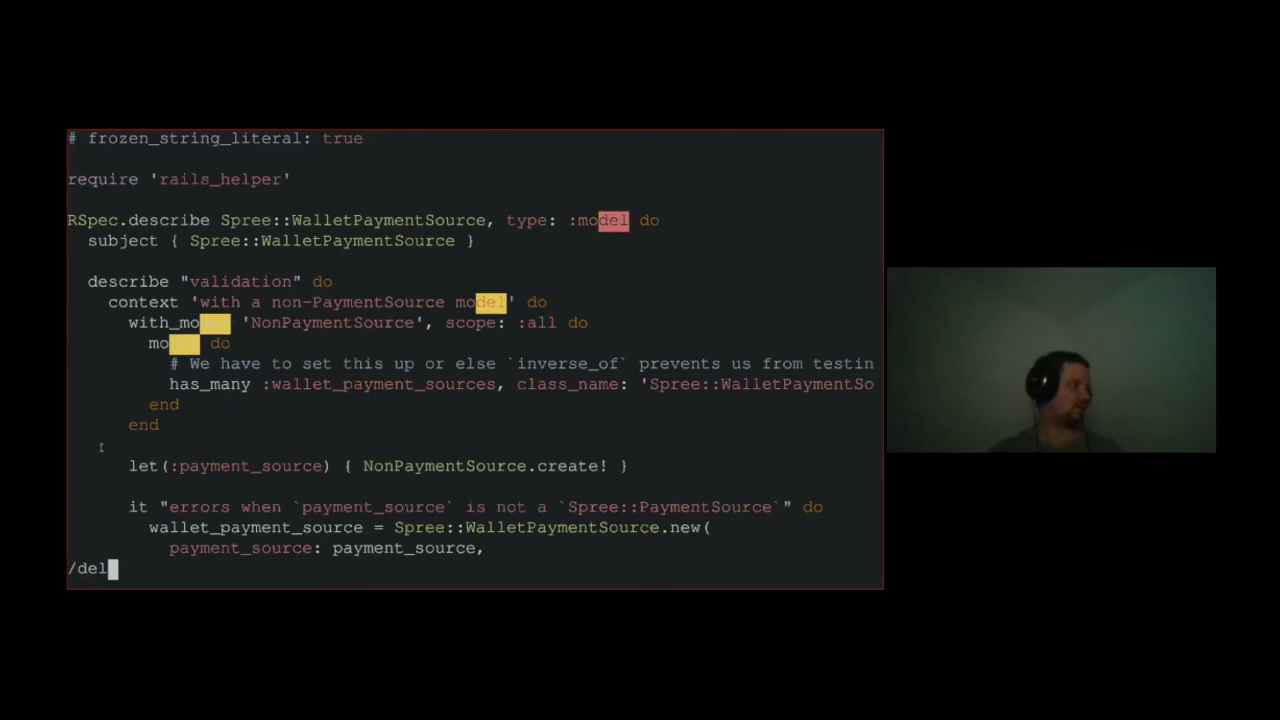 # frozen_string_literal: true
require 'rails_helper'
RSpec.describe Spree::WalletPaymentSource, type: :model do
subject { Spree::WalletPaymentSource }
describe "validation" do
context 'with a non-PaymentSource model' do
with_model 'NonPaymentSource', scope: :all do
model do
# We have to set this up or else `inverse_of` prevents us from testin
has_many :wallet_payment_sources, class_name: 'Spree::WalletPaymentSo
end
end
let(:payment_source) { NonPaymentSource.create! }
it "errors when `payment_source` is not a `Spree::PaymentSource`" do
wallet_payment_source = Spree::WalletPaymentSource.new(
payment_source: payment_source,
/del